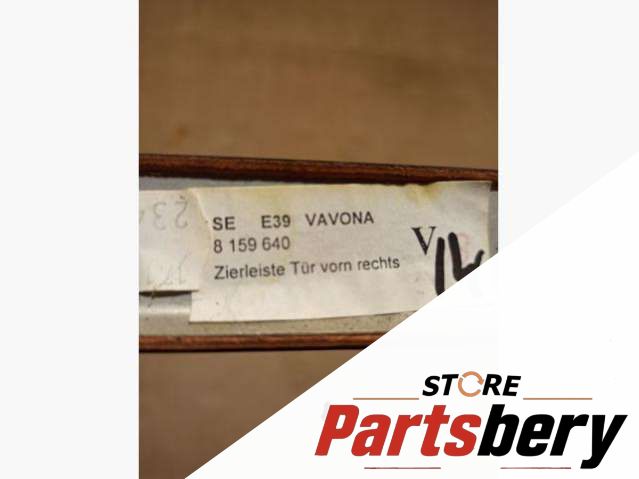 SE E39 VAVONA
8 159 640
Zierleiste Tür vorn rechts
V
STORE
Partsbery